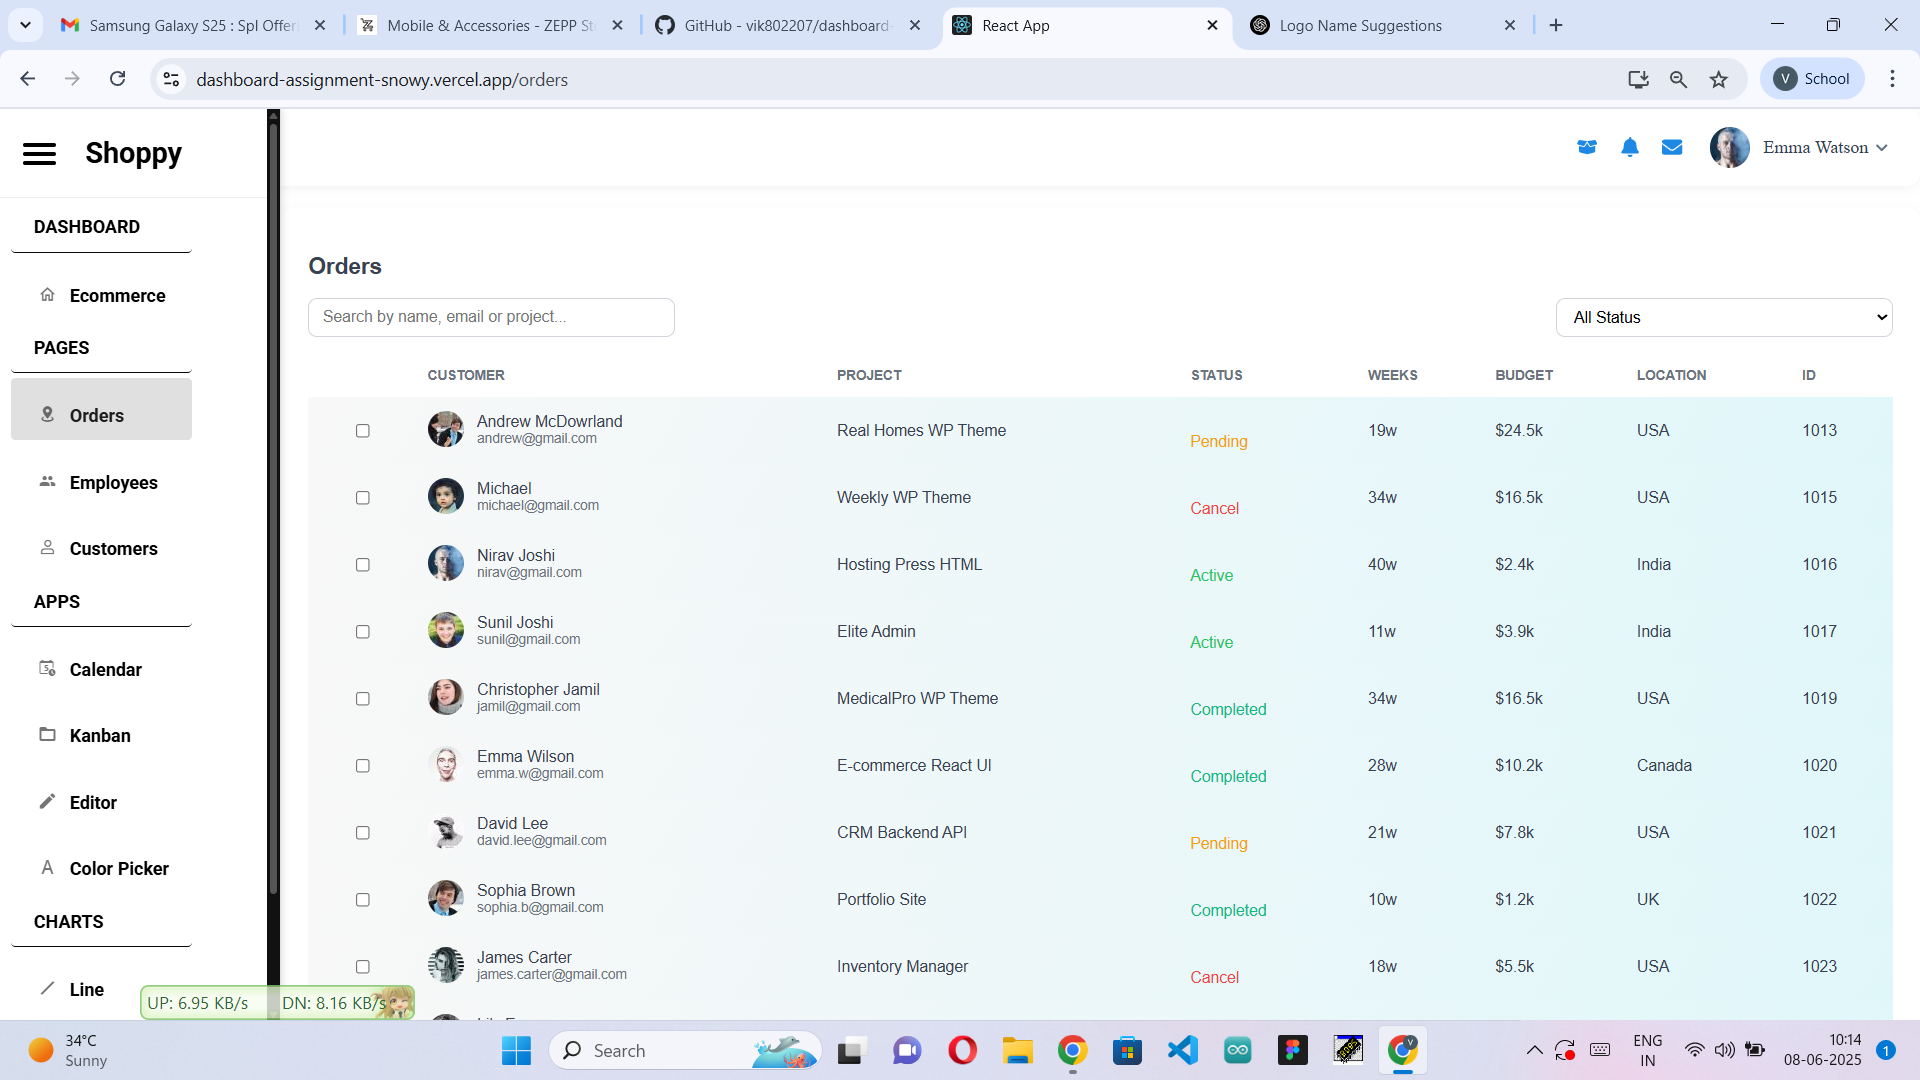 Samsung Galaxy S25 : Spl Offer
Mobile & Accessories - ZEPP St
GitHub - vik802207/dashboard-
React App
Logo Name Suggestions
dashboard-assignment-snowy.vercel.app/orders
V School
Shoppy
Emma Watson
DASHBOARD
Ecommerce
PAGES
Orders
Employees
Customers
APPS
Calendar
Kanban
Editor
Color Picker
CHARTS
Line
Orders
Search by name, email or project...
All Status
CUSTOMER PROJECT STATUS WEEKS BUDGET LOCATION ID
Andrew McDowrland
andrew@gmail.com
Real Homes WP Theme Pending 19w $24.5k USA 1013
Michael
michael@gmail.com
Weekly WP Theme Cancel 34w $16.5k USA 1015
Nirav Joshi
nirav@gmail.com
Hosting Press HTML Active 40w $2.4k India 1016
Sunil Joshi
sunil@gmail.com
Elite Admin Active 11w $3.9k India 1017
Christopher Jamil
jamil@gmail.com
MedicalPro WP Theme Completed 34w $16.5k USA 1019
Emma Wilson
emma.w@gmail.com
E-commerce React UI Completed 28w $10.2k Canada 1020
David Lee
david.lee@gmail.com
CRM Backend API Pending 21w $7.8k USA 1021
Sophia Brown
sophia.b@gmail.com
Portfolio Site Completed 10w $1.2k UK 1022
James Carter
james.carter@gmail.com
Inventory Manager Cancel 18w $5.5k USA 1023
UP: 6.95 KB/s DN: 8.16 KB/s
34°C
Sunny
Search
ENG
IN
10:14
08-06-2025
1